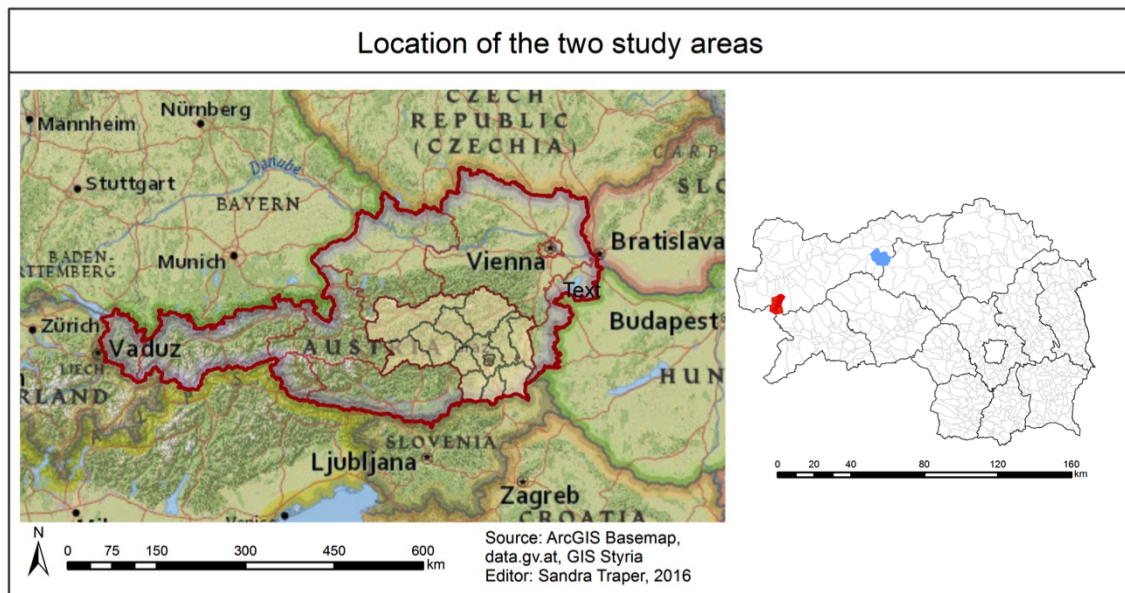 Location of the two study areas
CZECH
REPUBLIC
(CZECHIA)
Nürnberg
Mannheim
CARP
Danube
Stuttgart
SLO
BAYERN
Bratislava
BADEN-
RTTEMBERG
Munich
Vienna
Text
Zürich
Budapest
Vaduz
AUSTRIA
LIECH
HUN
RLAND
SLOVENIA
Ljubljana
Zagreb
CROATIA
0 20 40 80 120 160
km
N
0 75 150 300 450 600
km
Source: ArcGIS Basemap,
data.gv.at, GIS Styria
Editor: Sandra Traper, 2016